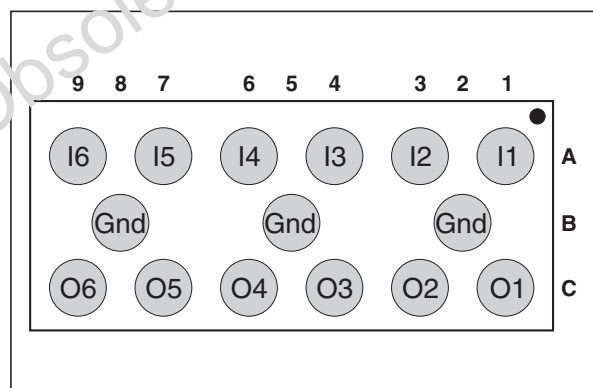 obsole
9 8 7 6 5 4 3 2 1
I6 I5 I4 I3 I2 I1 A
Gnd Gnd Gnd B
O6 O5 O4 O3 O2 O1 C